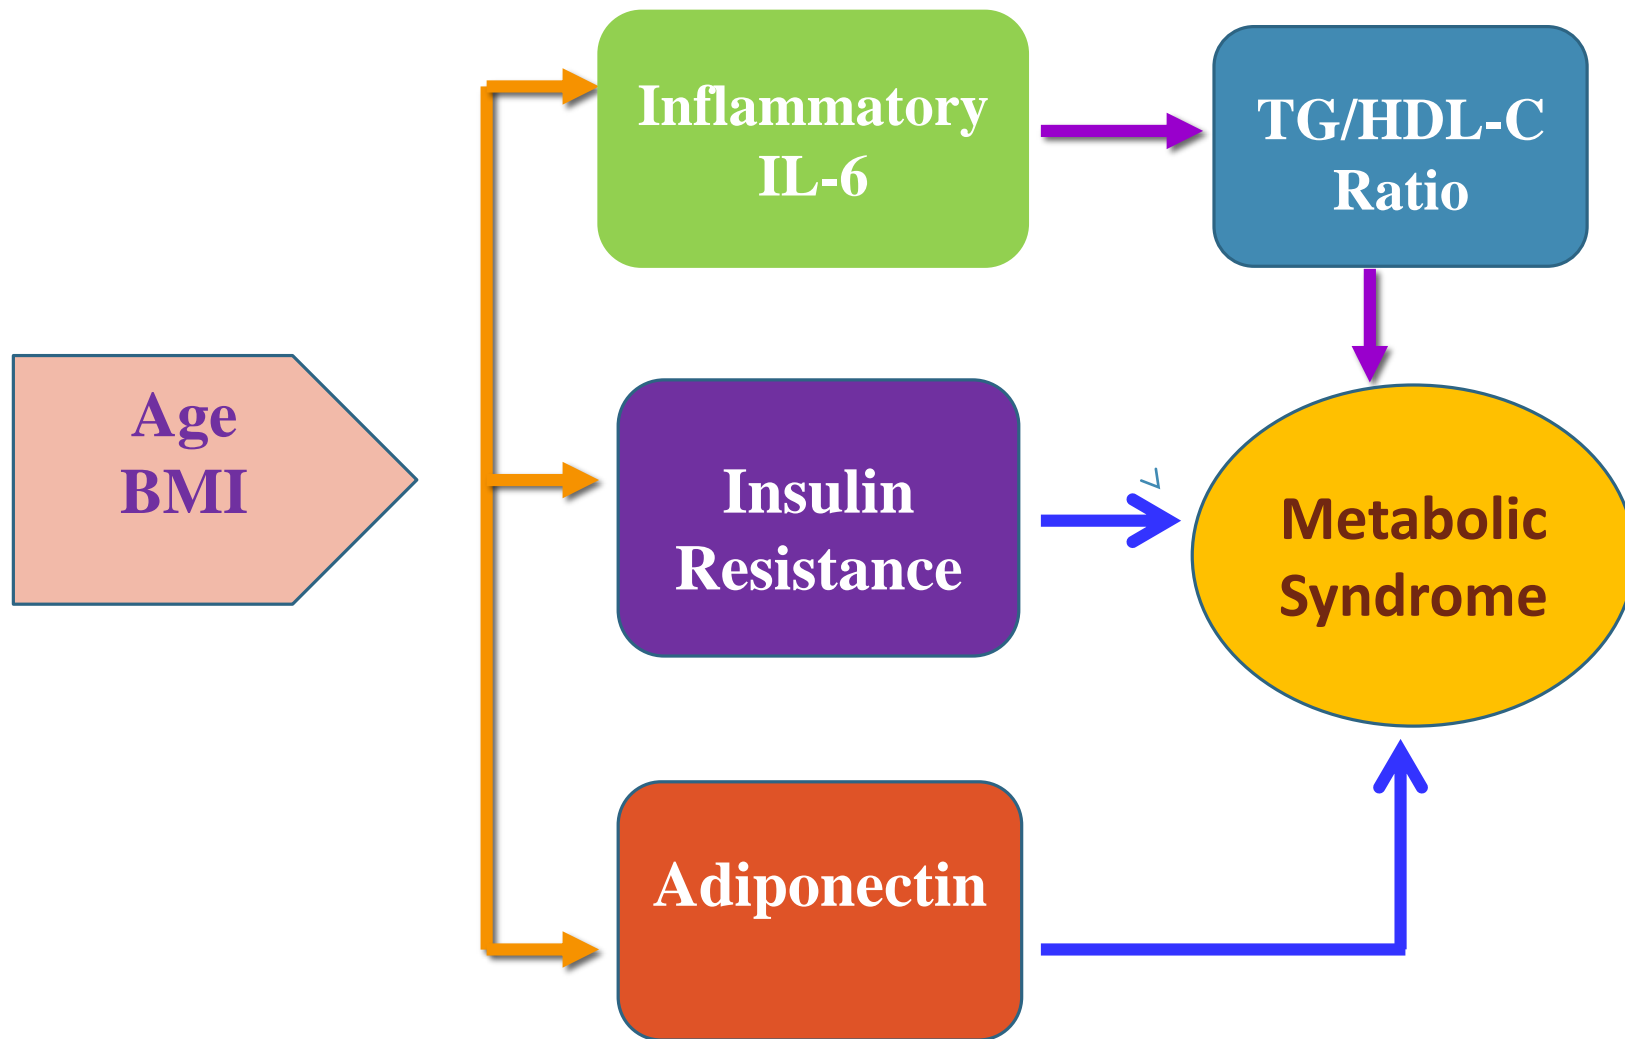 Age
BMI
Inflammatory
IL-6
TG/HDL-C
Ratio
Insulin
Resistance
Metabolic
Syndrome
Adiponectin